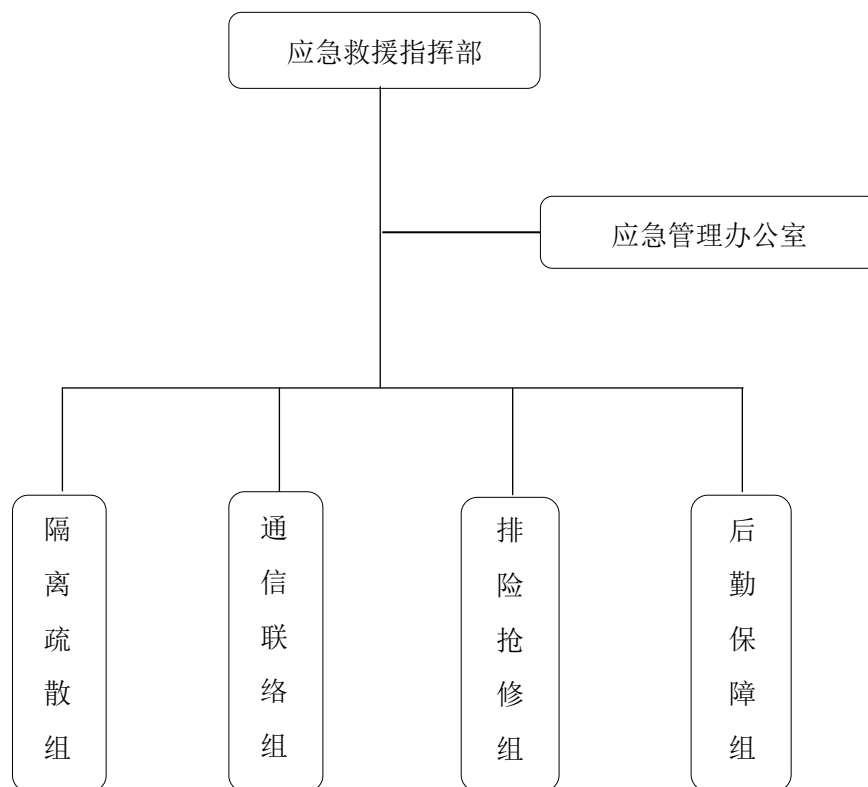 应急救援指挥部
应急管理办公室
隔离疏散组
通信联络组
排险抢修组
后勤保障组